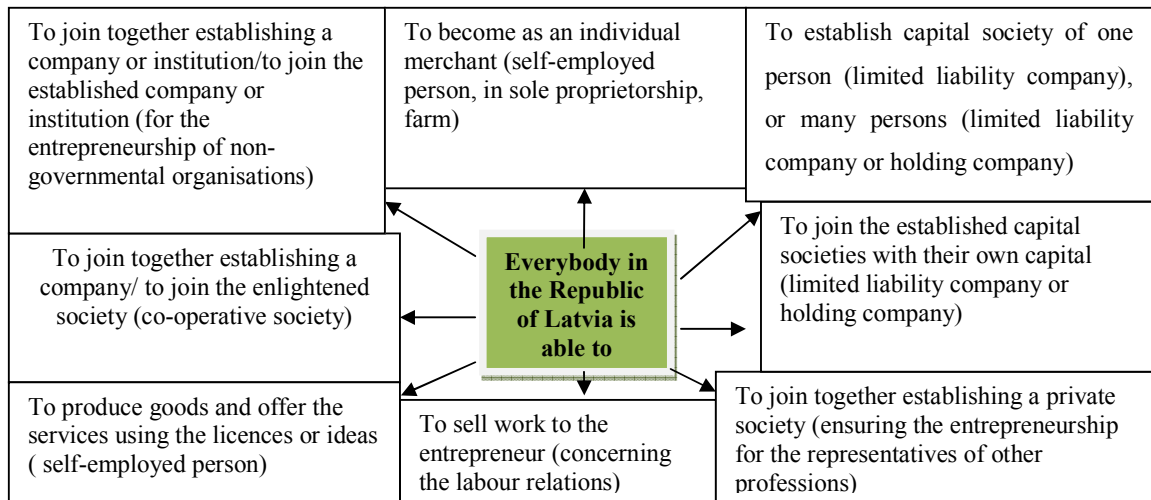 To join together establishing a
company or institution/to join the
established company or
institution (for the
entrepreneurship of non-
governmental organisations)
To become as an individual
merchant (self-employed
person, in sole proprietorship,
farm)
To establish capital society of one
person (limited liability company),
or many persons (limited liability
company or holding company)
To join together establishing a
company/ to join the enlightened
society (co-operative society)
Everybody in
the Republic
of Latvia is
able to
To join the established capital
societies with their own capital
(limited liability company or
holding company)
To produce goods and offer the
services using the licences or ideas
( self-employed person)
To sell work to the
entrepreneur (concerning
the labour relations)
To join together establishing a private
society (ensuring the entrepreneurship
for the representatives of other
professions)